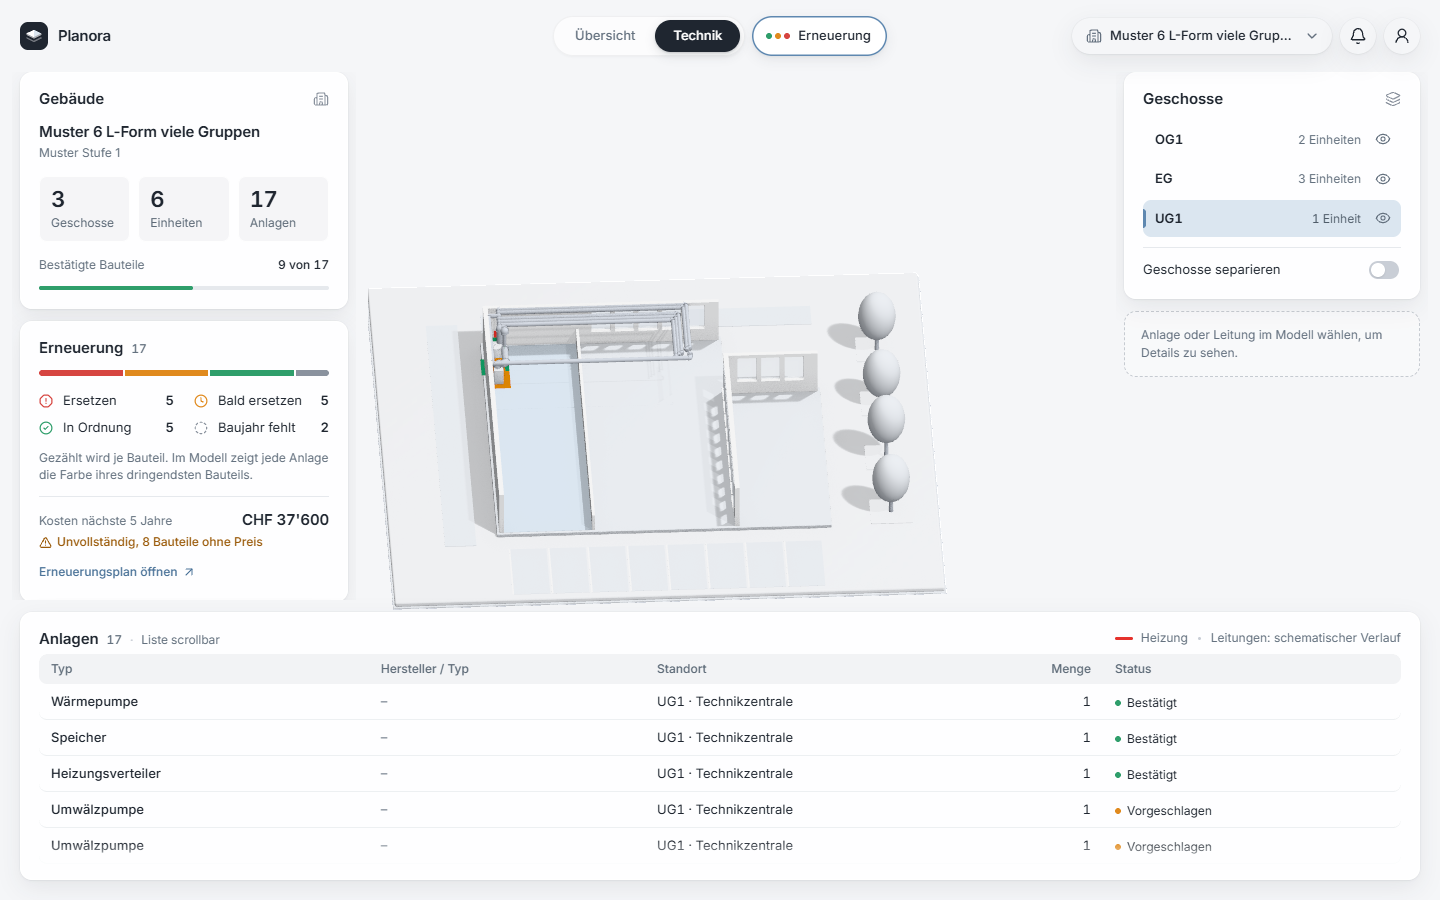 Planora
Übersicht
Technik
Erneuerung
Muster 6 L-Form viele Grup...
Gebäude
Muster 6 L-Form viele Gruppen
Muster Stufe 1
3 6 17
Geschosse Einheiten Anlagen
Bestätigte Bauteile 9 von 17
Erneuerung 17
Ersetzen 5 Bald ersetzen 5
In Ordnung 5 Baujahr fehlt 2
Gezählt wird je Bauteil. Im Modell zeigt jede Anlage
die Farbe ihres dringendsten Bauteils.
Kosten nächste 5 Jahre CHF 37'600
Unvollständig, 8 Bauteile ohne Preis
Erneuerungsplan öffnen
Geschosse
OG1 2 Einheiten
EG 3 Einheiten
UG1 1 Einheit
Geschosse separieren
Anlage oder Leitung im Modell wählen, um
Details zu sehen.
Anlagen 17 · Liste scrollbar
Heizung • Leitungen: schematischer Verlauf
Typ Hersteller / Typ Standort Menge Status
Wärmepumpe – UG1 · Technikzentrale 1 Bestätigt
Speicher – UG1 · Technikzentrale 1 Bestätigt
Heizungsverteiler – UG1 · Technikzentrale 1 Bestätigt
Umwälzpumpe – UG1 · Technikzentrale 1 Vorgeschlagen
Umwälzpumpe – UG1 · Technikzentrale 1 Vorgeschlagen